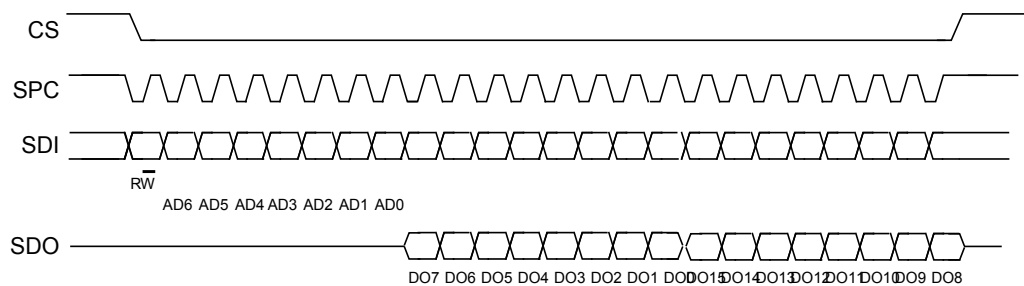 CS
SPC
SDI
RW
AD6 AD5 AD4 AD3 AD2 AD1 AD0
SDO
DO7 DO6 DO5 DO4 DO3 DO2 DO1 DO0 DO15 DO14 DO13 DO12 DO11 DO10 DO9 DO8